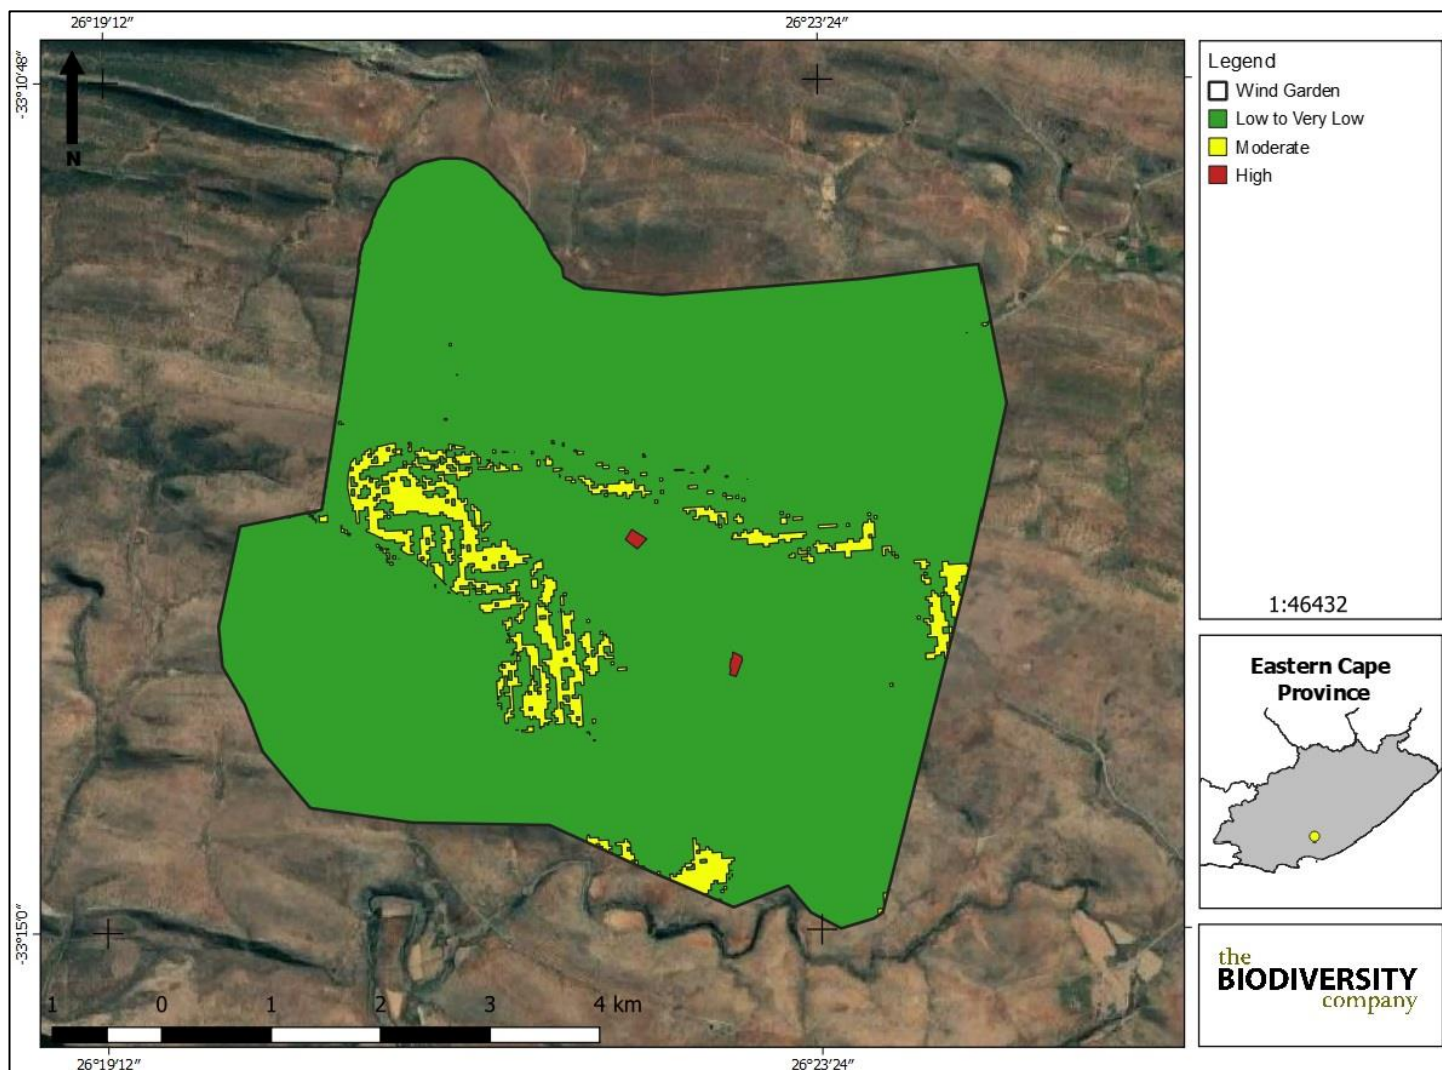 26°19'12"
26°23'24"
-33°10'48"
N
Legend
Wind Garden
Low to Very Low
Moderate
High
1:46432
Eastern Cape
Province
-33°15'0"
1
0
1
2
3
4 km
26°19'12"
26°23'24"
the
BIODIVERSITY
company